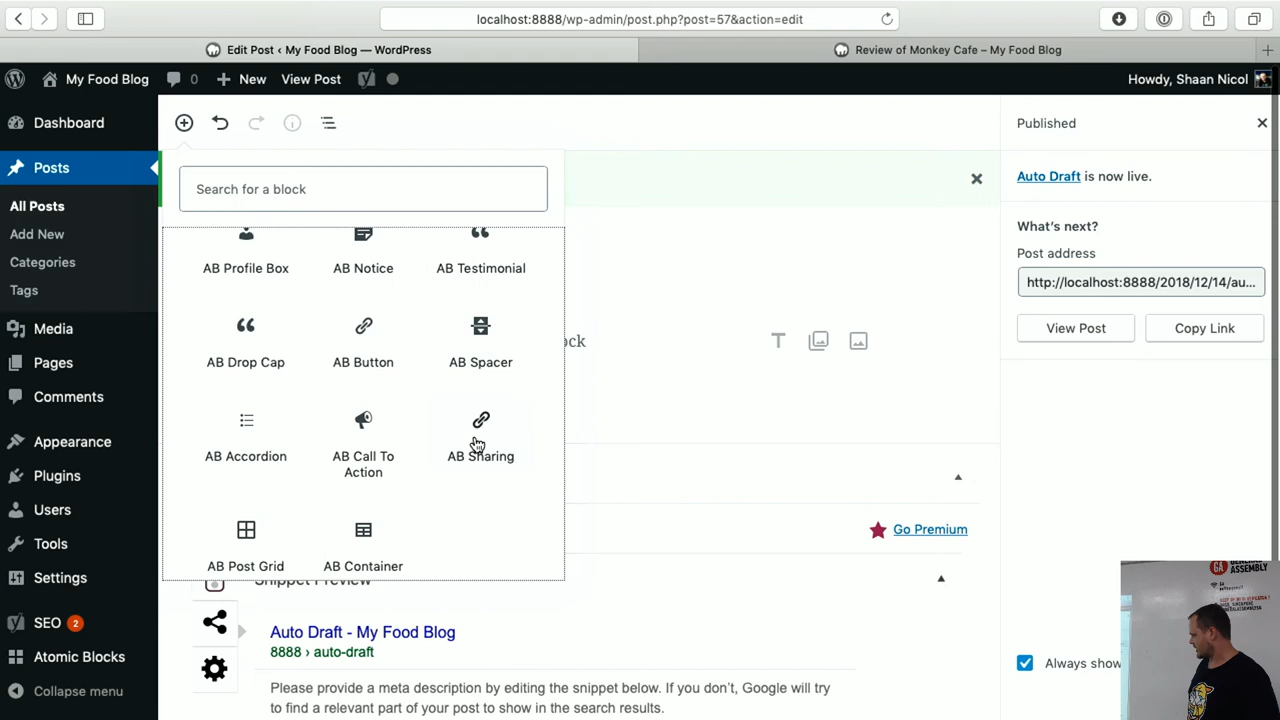 localhost:8888/wp-admin/post.php?post=57&action=edit
Edit Post ‹ My Food Blog — WordPress
Review of Monkey Cafe – My Food Blog
My Food Blog
0
New
View Post
Howdy, Shaan Nicol
Dashboard
Posts
All Posts
Add New
Categories
Tags
Media
Pages
Comments
Appearance
Plugins
Users
Tools
Settings
SEO 2
Atomic Blocks
Collapse menu
Search for a block
AB Profile Box
AB Notice
AB Testimonial
AB Drop Cap
AB Button
AB Spacer
AB Accordion
AB Call To
Action
AB Sharing
AB Post Grid
AB Container
ock
Go Premium
Snippet Preview
Auto Draft - My Food Blog
8888 › auto-draft
Please provide a meta description by editing the snippet below. If you don't, Google will try
to find a relevant part of your post to show in the search results.
Published
Auto Draft is now live.
What's next?
Post address
http://localhost:8888/2018/12/14/au...
View Post
Copy Link
Always show
GA
GENERAL
ASSEMBLY